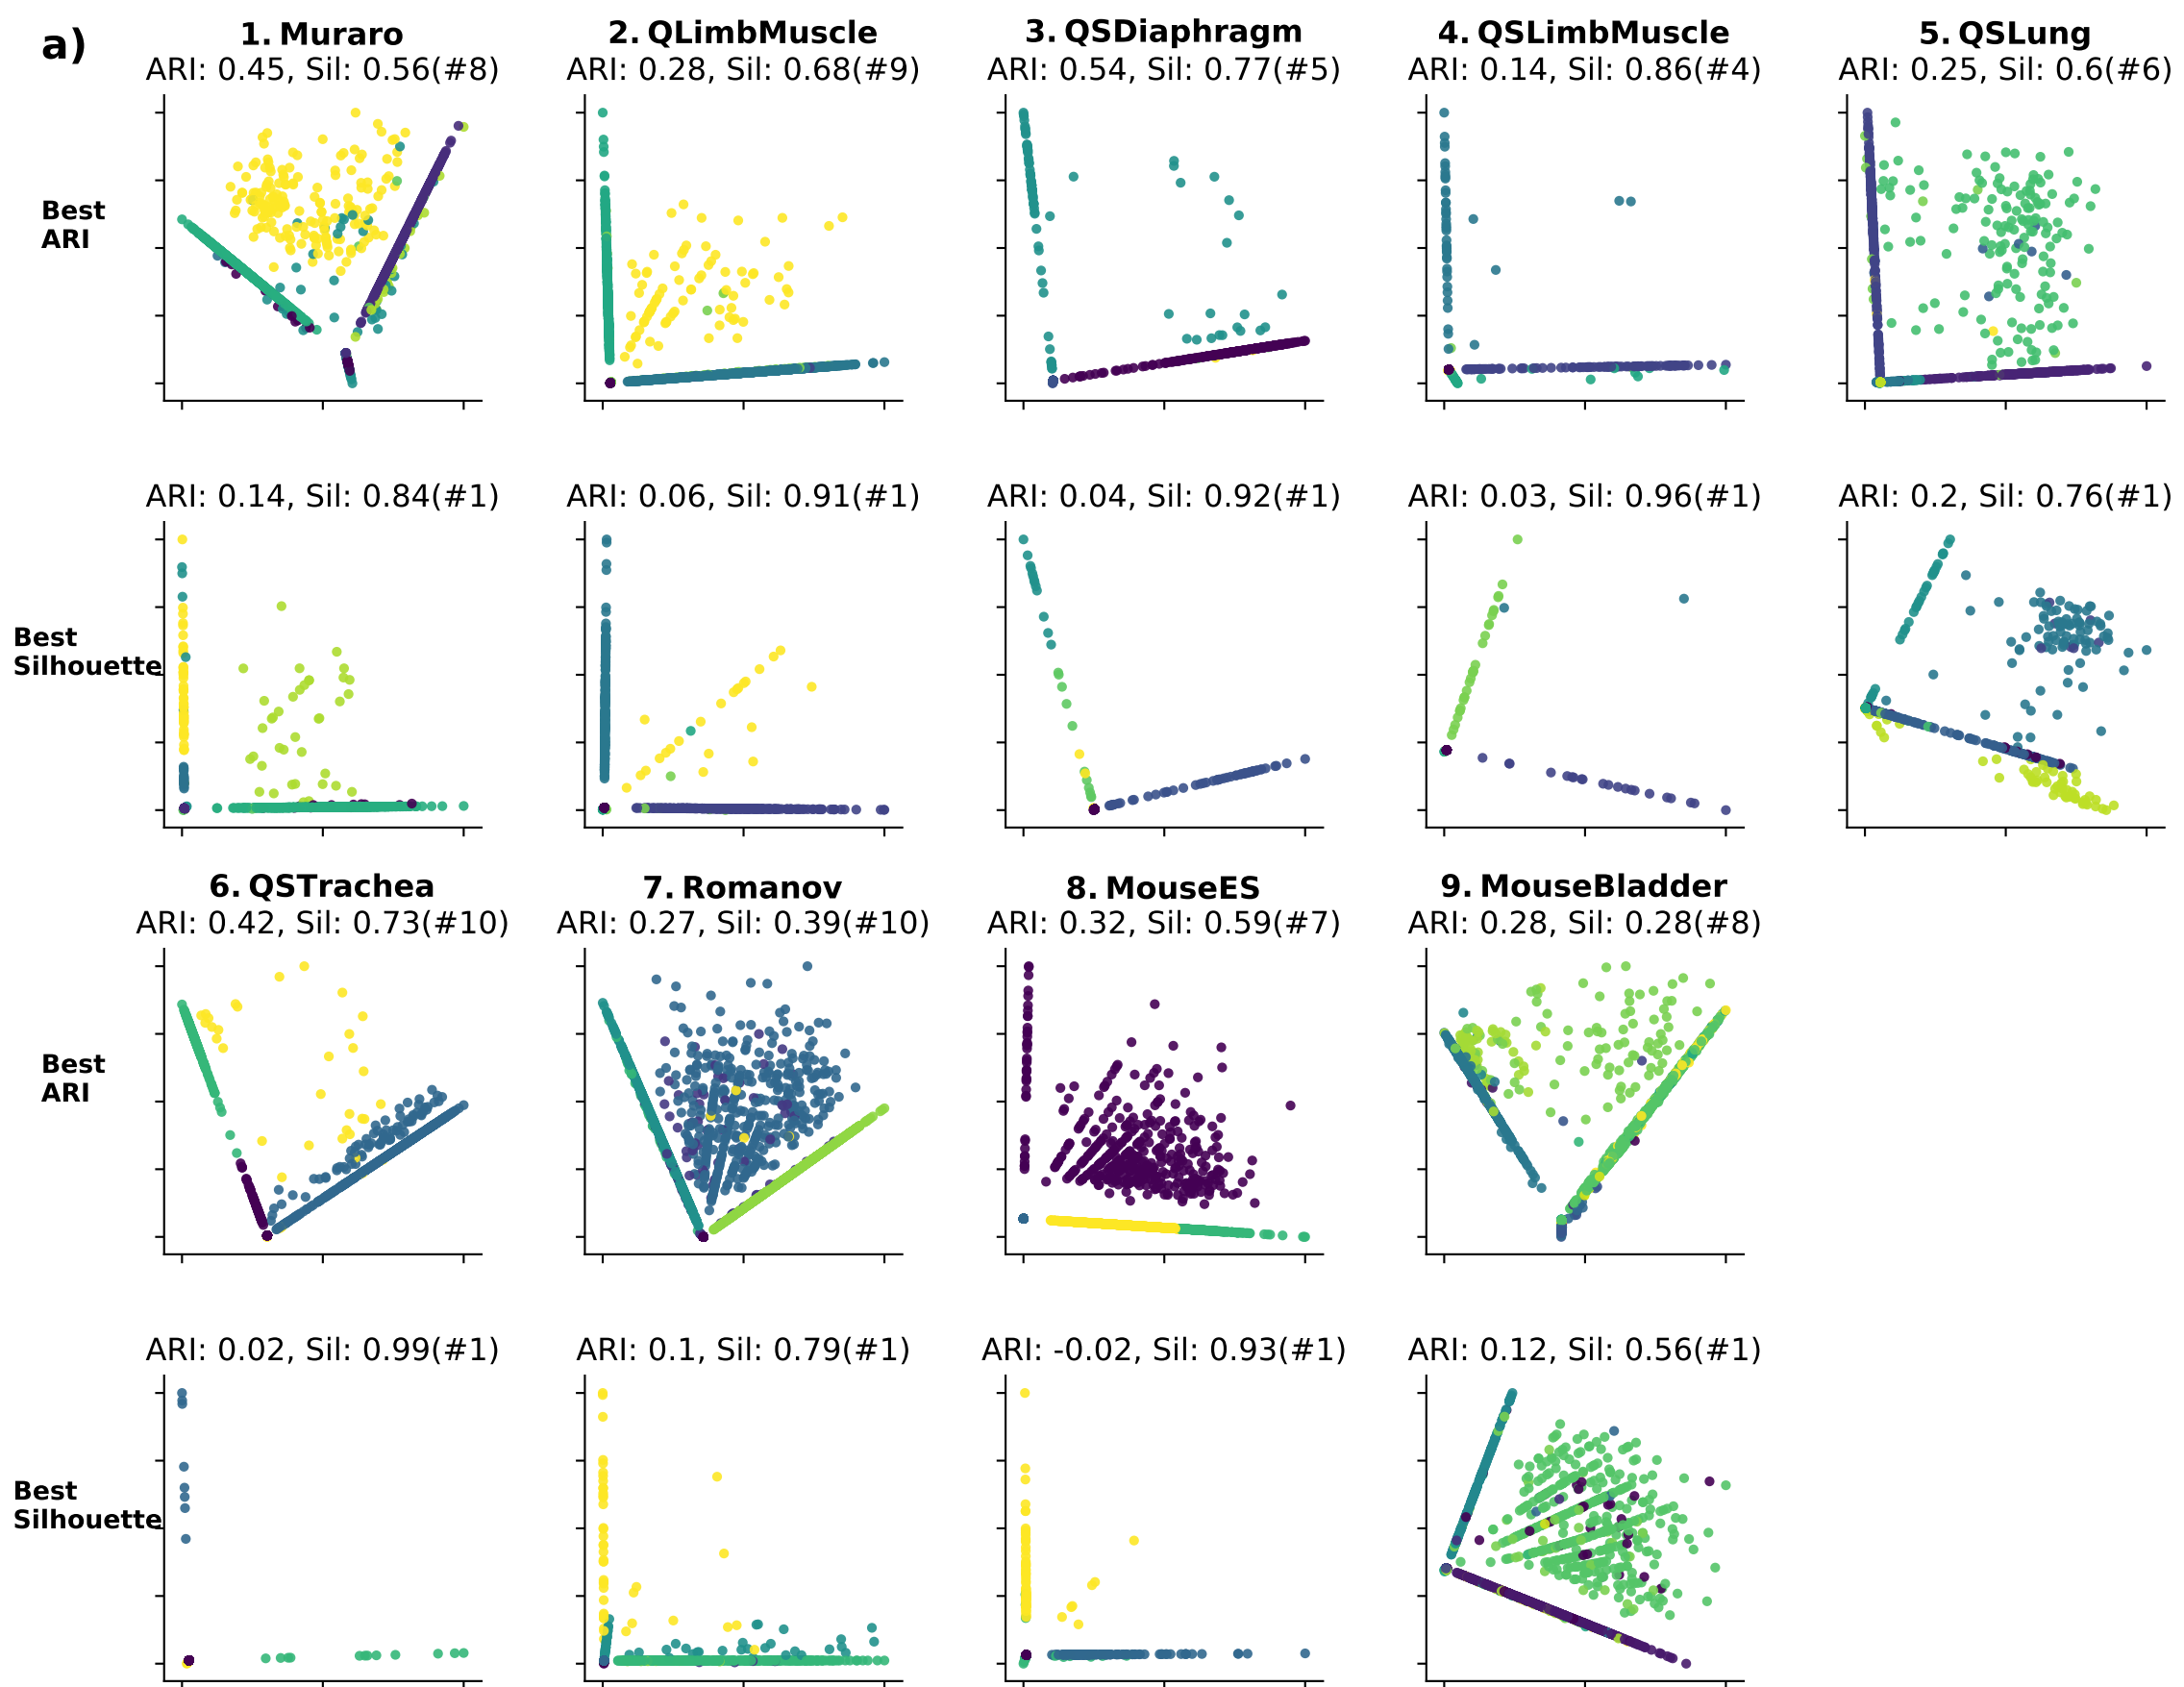 a)
1. Muraro
ARI: 0.45, Sil: 0.56(#8)
2. QLimbMuscle
ARI: 0.28, Sil: 0.68(#9)
3. QSDiaphragm
ARI: 0.54, Sil: 0.77(#5)
4. QSLimbMuscle
ARI: 0.14, Sil: 0.86(#4)
5. QSLung
ARI: 0.25, Sil: 0.6(#6)
Best
ARI
ARI: 0.14, Sil: 0.84(#1)
ARI: 0.06, Sil: 0.91(#1)
ARI: 0.04, Sil: 0.92(#1)
ARI: 0.03, Sil: 0.96(#1)
ARI: 0.2, Sil: 0.76(#1)
Best
Silhouette
6. QSTrachea
ARI: 0.42, Sil: 0.73(#10)
7. Romanov
ARI: 0.27, Sil: 0.39(#10)
8. MouseES
ARI: 0.32, Sil: 0.59(#7)
9. MouseBladder
ARI: 0.28, Sil: 0.28(#8)
Best
ARI
ARI: 0.02, Sil: 0.99(#1)
ARI: 0.1, Sil: 0.79(#1)
ARI: -0.02, Sil: 0.93(#1)
ARI: 0.12, Sil: 0.56(#1)
Best
Silhouette